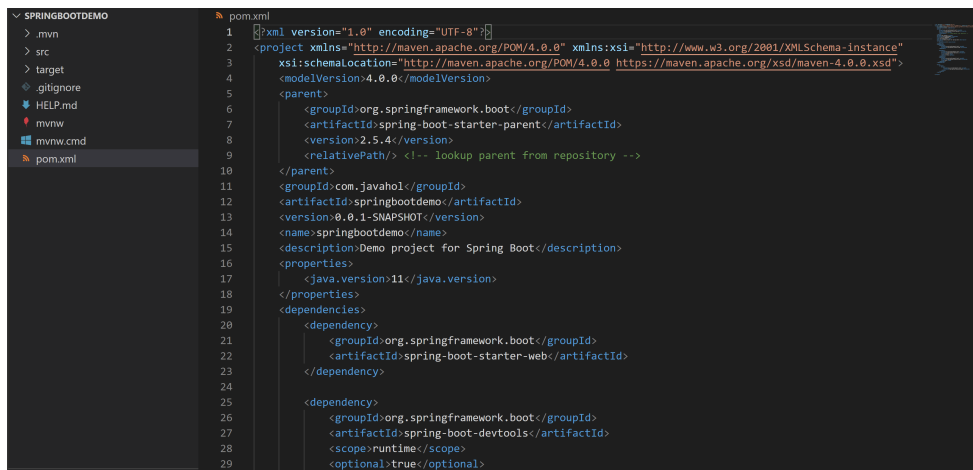 SPRINGBOOTDEMO
.mvn
src
target
.gitignore
HELP.md
mvnw
mvnw.cmd
pom.xml
pom.xml
1 <?xml version="1.0" encoding="UTF-8"?>
2 <project xmlns="http://maven.apache.org/POM/4.0.0" xmlns:xsi="http://www.w3.org/2001/XMLSchema-instance"
3 xsi:schemaLocation="http://maven.apache.org/POM/4.0.0 https://maven.apache.org/xsd/maven-4.0.0.xsd">
4 <modelVersion>4.0.0</modelVersion>
5 <parent>
6 <groupId>org.springframework.boot</groupId>
7 <artifactId>spring-boot-starter-parent</artifactId>
8 <version>2.5.4</version>
9 <relativePath/> <!-- lookup parent from repository -->
10 </parent>
11 <groupId>com.javahol</groupId>
12 <artifactId>springbootdemo</artifactId>
13 <version>0.0.1-SNAPSHOT</version>
14 <name>springbootdemo</name>
15 <description>Demo project for Spring Boot</description>
16 <properties>
17 <java.version>11</java.version>
18 </properties>
19 <dependencies>
20 <dependency>
21 <groupId>org.springframework.boot</groupId>
22 <artifactId>spring-boot-starter-web</artifactId>
23 </dependency>
24
25 <dependency>
26 <groupId>org.springframework.boot</groupId>
27 <artifactId>spring-boot-devtools</artifactId>
28 <scope>runtime</scope>
29 <optional>true</optional>